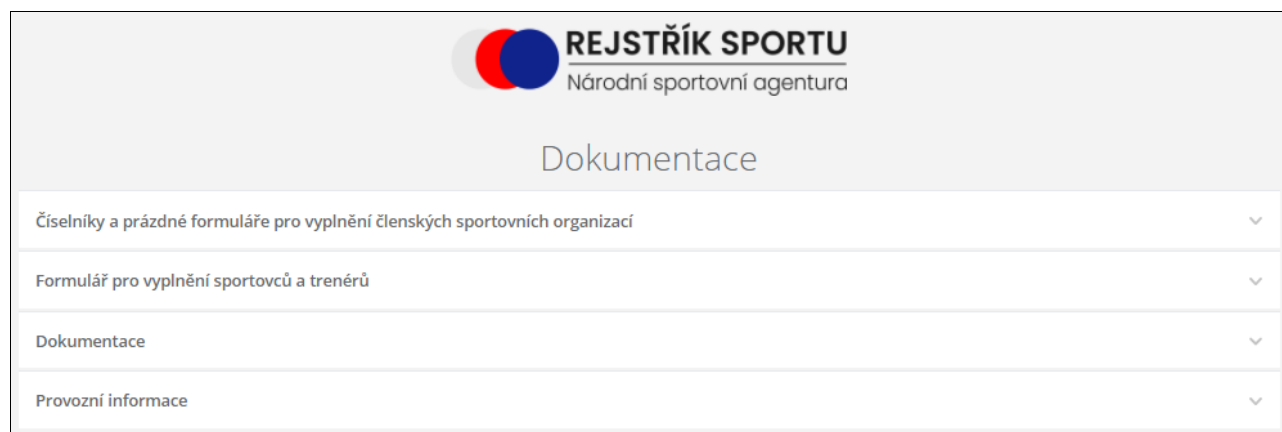 REJSTŘÍK SPORTU
Národní sportovní agentura
Dokumentace
Číselníky a prázdné formuláře pro vyplnění členských sportovních organizací
Formulář pro vyplnění sportovců a trenérů
Dokumentace
Provozní informace